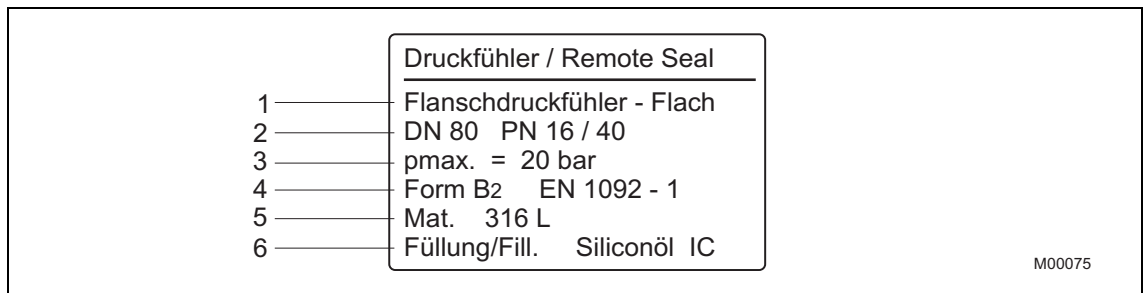 Druckfühler / Remote Seal
1 Flanschdruckfühler - Flach
2 DN 80 PN 16 / 40
3 pmax. = 20 bar
4 Form B2 EN 1092 - 1
5 Mat. 316 L
6 Füllung/Fill. Siliconöl IC
M00075